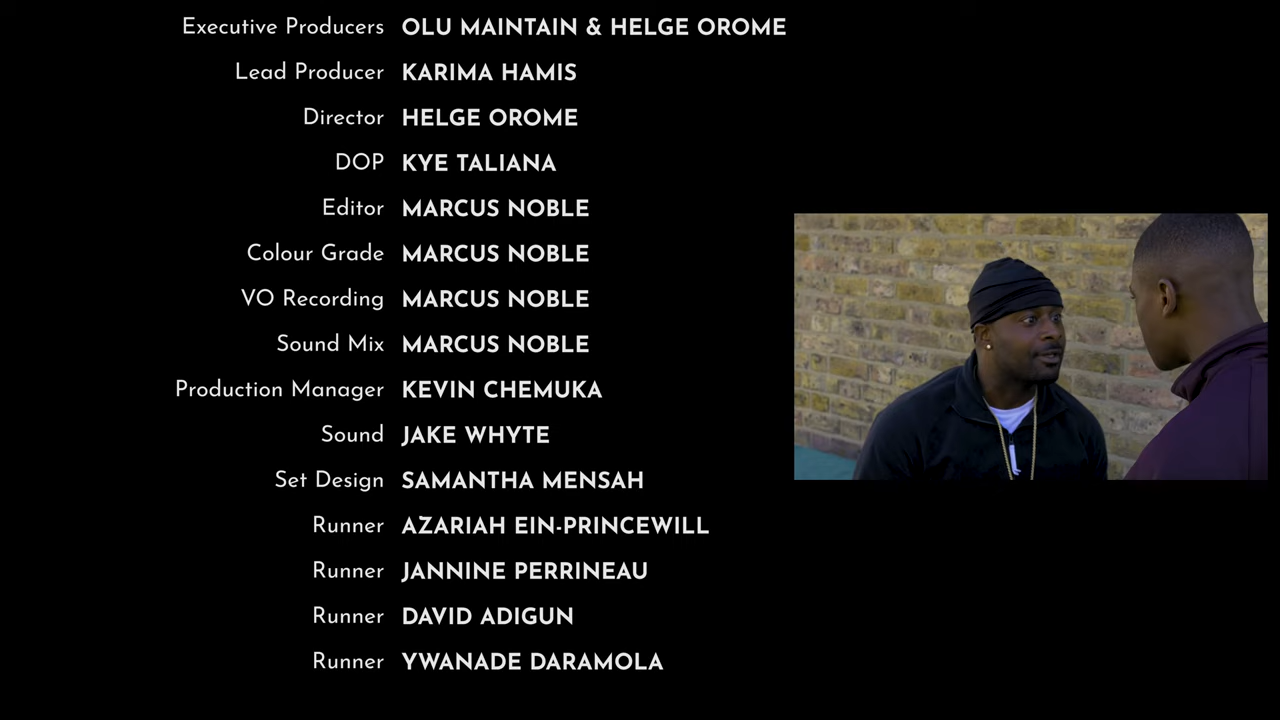 Executive Producers OLU MAINTAIN & HELGE OROME
Lead Producer KARIMA HAMIS
Director HELGE OROME
DOP KYE TALIANA
Editor MARCUS NOBLE
Colour Grade MARCUS NOBLE
VO Recording MARCUS NOBLE
Sound Mix MARCUS NOBLE
Production Manager KEVIN CHEMUKA
Sound JAKE WHYTE
Set Design SAMANTHA MENSAH
Runner AZARIAH EIN-PRINCEWILL
Runner JANNINE PERRINEAU
Runner DAVID ADIGUN
Runner YWANADE DARAMOLA